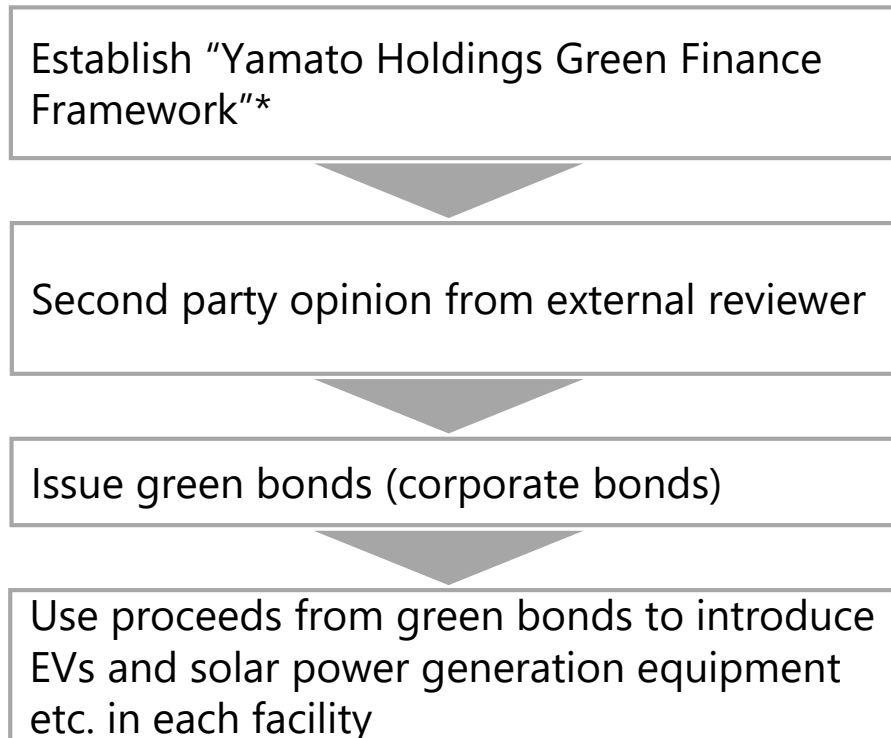 Establish “Yamato Holdings Green Finance
Framework”*
Second party opinion from external reviewer
Issue green bonds (corporate bonds)
Use proceeds from green bonds to introduce
EVs and solar power generation equipment
etc. in each facility